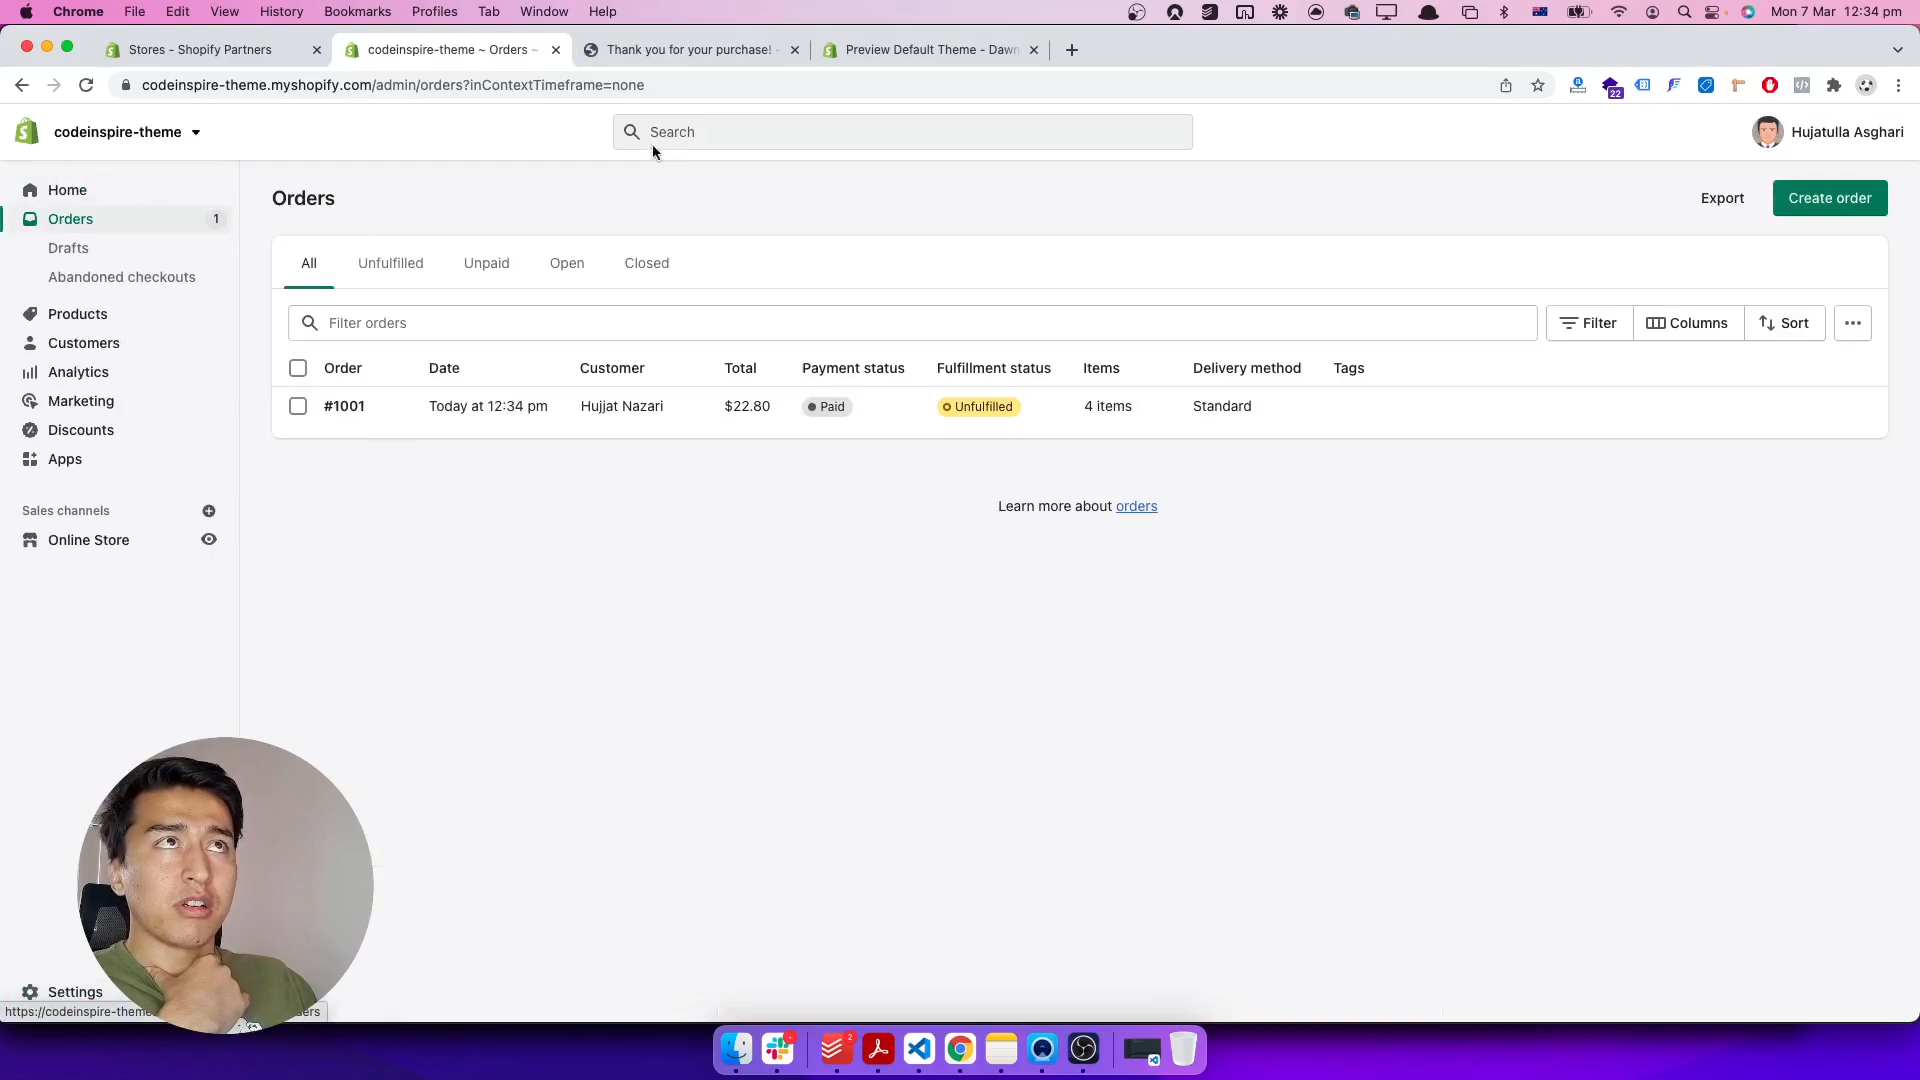 Chrome File Edit View History Bookmarks Profiles Tab Window Help
Mon 7 Mar 12:34 pm
Stores - Shopify Partners
codeinspire-theme ~ Orders ~
Thank you for your purchase! -
Preview Default Theme - Dawn
codeinspire-theme.myshopify.com/admin/orders?inContextTimeframe=none
22
codeinspire-theme
Search
Hujatulla Asghari
Home
Orders 1
Drafts
Abandoned checkouts
Products
Customers
Analytics
Marketing
Discounts
Apps
Sales channels
Online Store
Settings
https://codeinspire-theme
Orders
Export
Create order
All Unfulfilled Unpaid Open Closed
Filter orders
Filter Columns Sort
Order Date Customer Total Payment status Fulfillment status Items Delivery method Tags
#1001 Today at 12:34 pm Hujjat Nazari $22.80 Paid Unfulfilled 4 items Standard
Learn more about orders
2